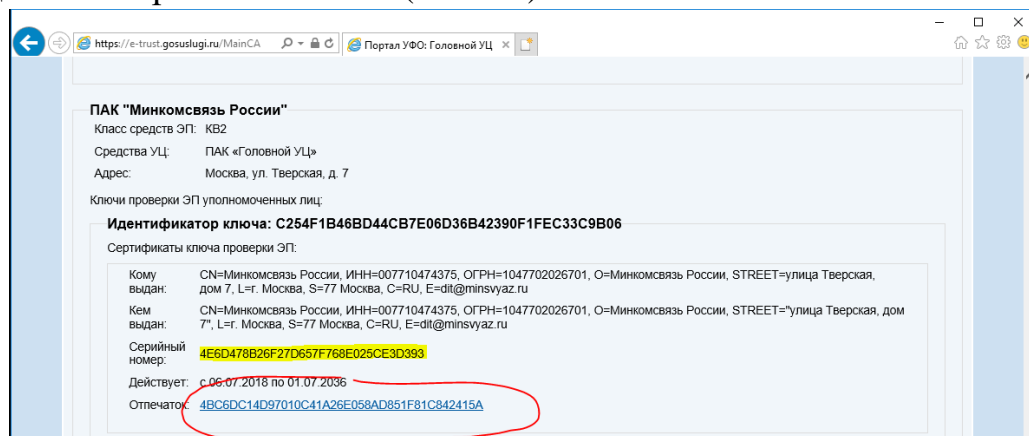 https://e-trust.gosuslugi.ru/MainCA
Портал УФО: Головной УЦ
ПАК "Минкомсвязь России"
Класс средств ЭП: КВ2
Средства УЦ: ПАК «Головной УЦ»
Адрес: Москва, ул. Тверская, д. 7
Ключи проверки ЭП уполномоченных лиц:
Идентификатор ключа: C254F1B46BD44CB7E06D36B42390F1FEC33C9B06
Сертификаты ключа проверки ЭП:
Кому выдан: CN=Минкомсвязь России, ИНН=007710474375, ОГРН=1047702026701, O=Минкомсвязь России, STREET=улица Тверская,
дом 7, L=г. Москва, S=77 Москва, C=RU, E=dit@minsvyaz.ru
Кем выдан: CN=Минкомсвязь России, ИНН=007710474375, ОГРН=1047702026701, O=Минкомсвязь России, STREET="улица Тверская, дом
7", L=г. Москва, S=77 Москва, C=RU, E=dit@minsvyaz.ru
Серийный номер: 4E6D478B26F27D657F768E025CE3D393
Действует: с 06.07.2018 по 01.07.2036
Отпечаток: 4BC6DC14D97010C41A26E058AD851F81C842415A